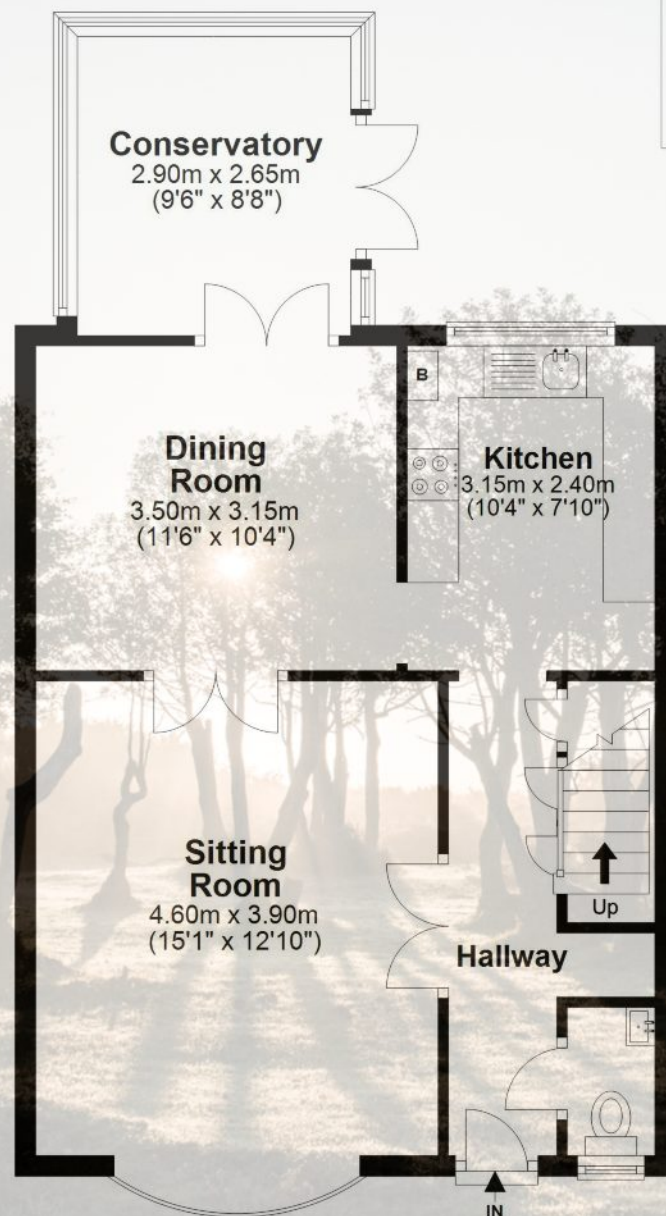 Conservatory
2.90m x 2.65m
(9'6" x 8'8")
B
Dining
Room
3.50m x 3.15m
(11'6" x 10'4")
Kitchen
3.15m x 2.40m
(10'4" x 7'10")
Sitting
Room
4.60m x 3.90m
(15'1" x 12'10")
Up
Hallway
IN